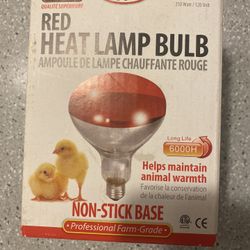 QUALITÉ SUPÉRIEURE
250 Watt / 120 Volt
RED
HEAT LAMP BULB
AMPOULE DE LAMPE CHAUFFANTE ROUGE
Long Life
6000H
Helps maintain
animal warmth
Favorise la conservation
de la chaleur de l'animal
NON-STICK BASE
Professional Farm-Grade
CE